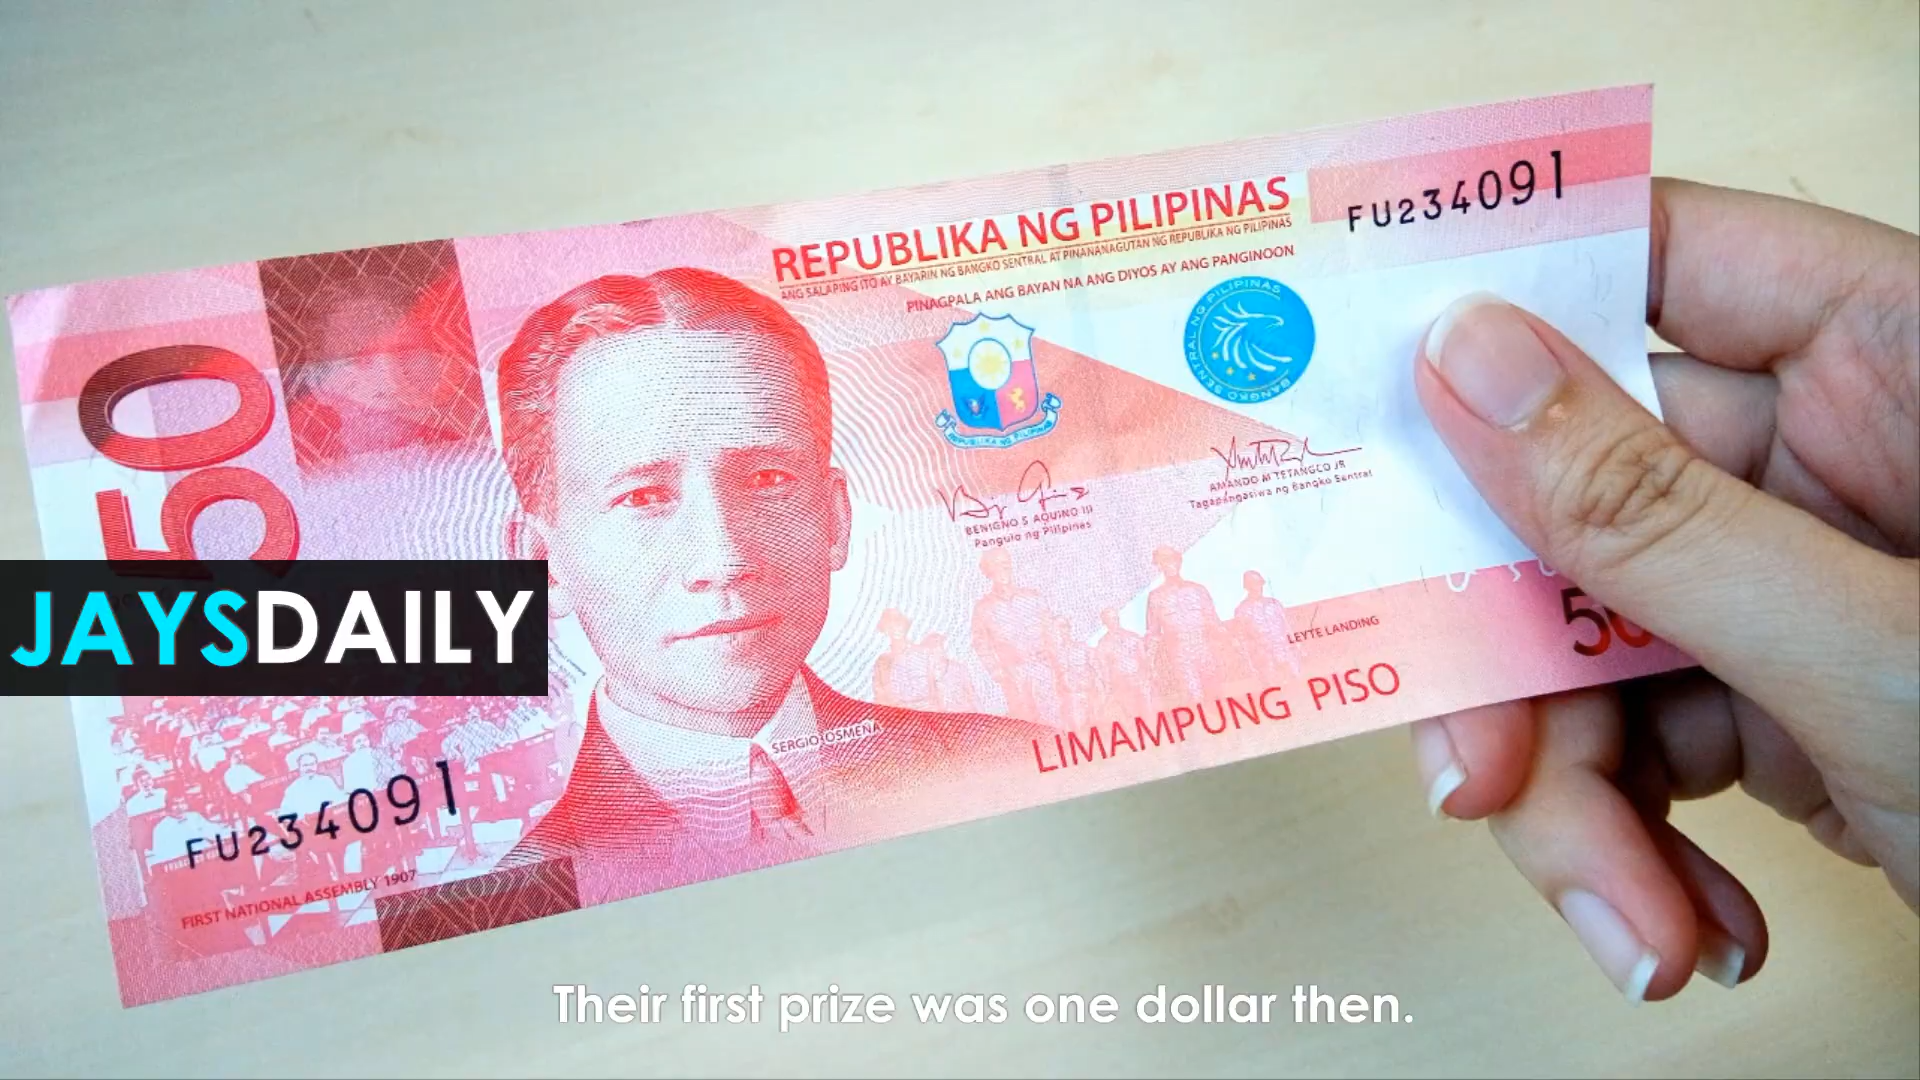 REPUBLIKA NG PILIPINAS
ANG SALAPING ITO AY BAYARIN NG BANGKO SENTRAL AT PINANANAGUTAN NG REPUBLIKA NG PILIPINAS
PINAGPALA ANG BAYAN NA ANG DIYOS AY ANG PANGINOON
FU234091
50
BANGKO SENTRAL NG PILIPINAS
REPUBLIKA NG PILIPINAS
BENIGNO S AQUINO III
Pangulo ng Pilipinas
AMANDO M TETANGCO JR
Tagapangasiwa ng Bangko Sentral
JAYSDAILY
LEYTE LANDING
50
SERGIO OSMEÑA
LIMAMPUNG PISO
FU234091
FIRST NATIONAL ASSEMBLY 1907
Their first prize was one dollar then.